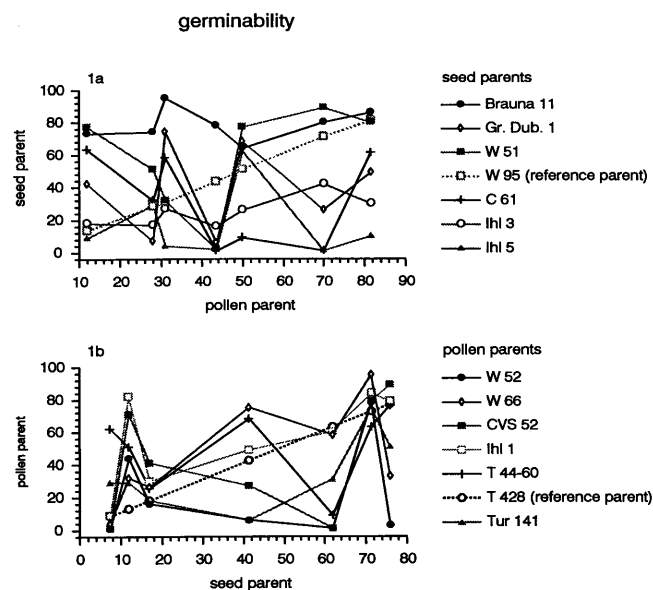 germinability
1a
100
80
60
40
20
0
seed parent
10 20 30 40 50 60 70 80 90
pollen parent
seed parents
Brauna 11
Gr. Dub. 1
W 51
W 95 (reference parent)
C 61
Ihl 3
Ihl 5
1b
100
80
60
40
20
0
pollen parent
0 10 20 30 40 50 60 70 80
seed parent
pollen parents
W 52
W 66
CVS 52
Ihl 1
T 44-60
T 428 (reference parent)
Tur 141